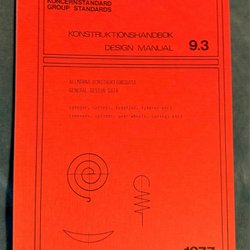 KONCERNSTANDARD
GROUP STANDARDS
KONSTRUKTIONSHANDBOK
DESIGN MANUAL 9.3
ALLMÄNNA KONSTRUKTIONSDATA
GENERAL DESIGN DATA
1977